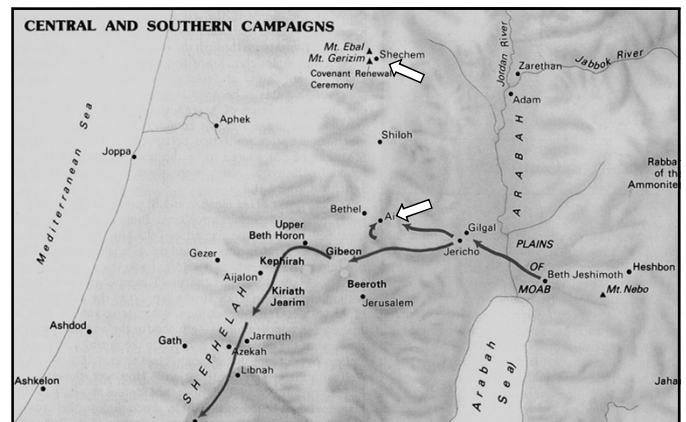 CENTRAL AND SOUTHERN CAMPAIGNS
Mt. Ebal
Mt. Gerizim
Shechem
Covenant Renewal
Ceremony
Jordan River
Zarethan
Jabbok River
Adam
Mediterranean Sea
Aphek
Joppa
Shiloh
ARABAH
Rabbah
of the
Ammonites
Bethel
Ai
Upper
Beth Horon
Gilgal
Jericho
PLAINS
OF
MOAB
Gezer
Kephirah
Gibeon
Aijalon
Beeroth
Beth Jeshimoth
Heshbon
Kiriath
Jearim
Jerusalem
Mt. Nebo
SHEPHELAH
Ashdod
Gath
Jarmuth
Azekah
Libnah
Ashkelon
Arabah
Sea)
Jaha